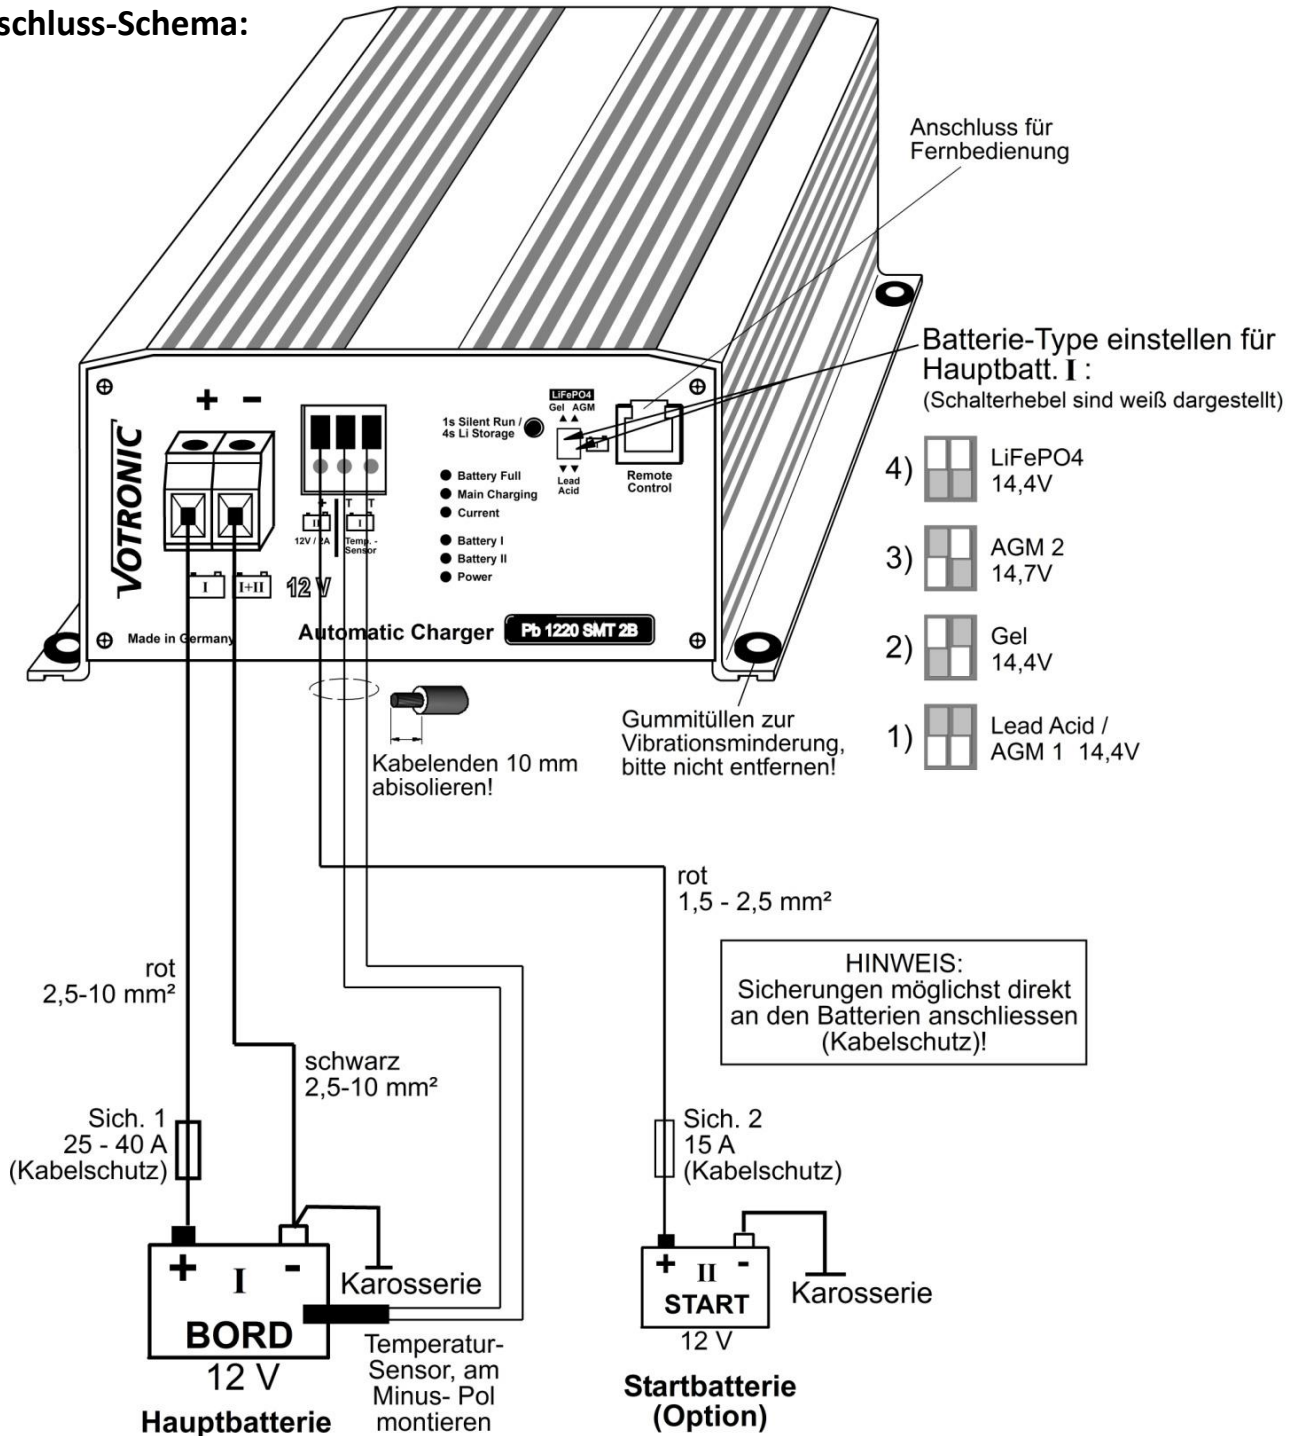 schluss-Schema:
Anschluss für
Fernbedienung
Batterie-Type einstellen für
Hauptbatt. I :
(Schalterhebel sind weiß dargestellt)
4) LiFePO4
14,4V
3) AGM 2
14,7V
2) Gel
14,4V
1) Lead Acid /
AGM 1 14,4V
VOTRONIC
+ -
LiFePO4
Gel AGM
1s Silent Run /
4s Li Storage
Lead
Acid
Remote
Control
Battery Full
Main Charging
Current
Battery I
Battery II
Power
+ T T
II I
12V / 2A Temp. -
Sensor
I I+II 12 V
Made in Germany
Automatic Charger Pb 1220 SMT 2B
Kabelenden 10 mm
abisolieren!
Gummitüllen zur
Vibrationsminderung,
bitte nicht entfernen!
rot
1,5 - 2,5 mm²
rot
2,5-10 mm²
HINWEIS:
Sicherungen möglichst direkt
an den Batterien anschliessen
(Kabelschutz)!
schwarz
2,5-10 mm²
Sich. 1
25 - 40 A
(Kabelschutz)
Sich. 2
15 A
(Kabelschutz)
+ I -
BORD
12 V
Hauptbatterie
Karosserie
Temperatur-
Sensor, am
Minus- Pol
montieren
+ II -
START
12 V
Karosserie
Startbatterie
(Option)